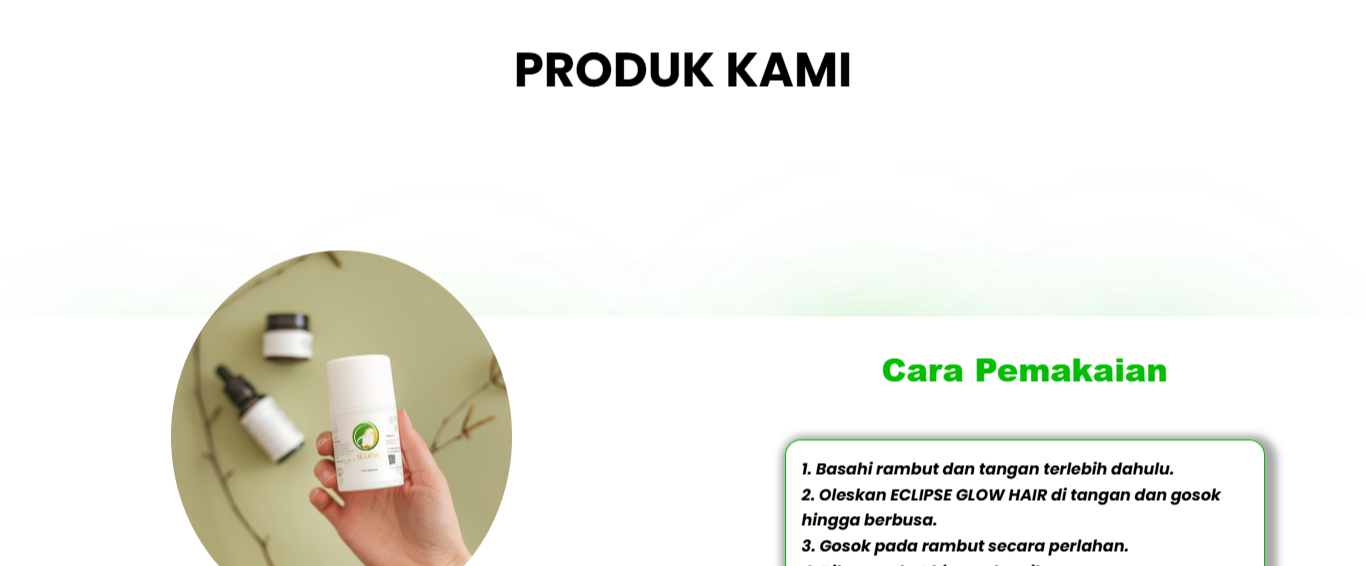 PRODUK KAMI
Cara Pemakaian
1. Basahi rambut dan tangan terlebih dahulu.
2. Oleskan ECLIPSE GLOW HAIR di tangan dan gosok
hingga berbusa.
3. Gosok pada rambut secara perlahan.